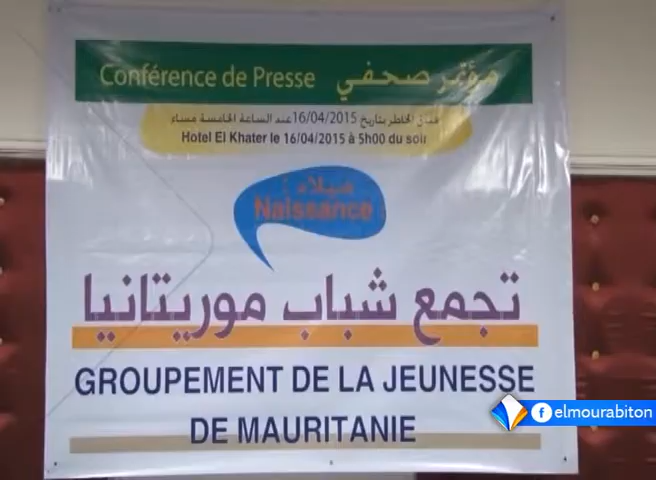 Conférence de Presse مؤتمر صحفي
فندق الخاطر بتاريخ 16/04/2015 عند الساعة الخامسة مساء
Hotel El Khater le 16/04/2015 à 5h00 du soir
ميلاد :
Naissance :
تجمع شباب موريتانيا
GROUPEMENT DE LA JEUNESSE
DE MAURITANIE
elmourabiton